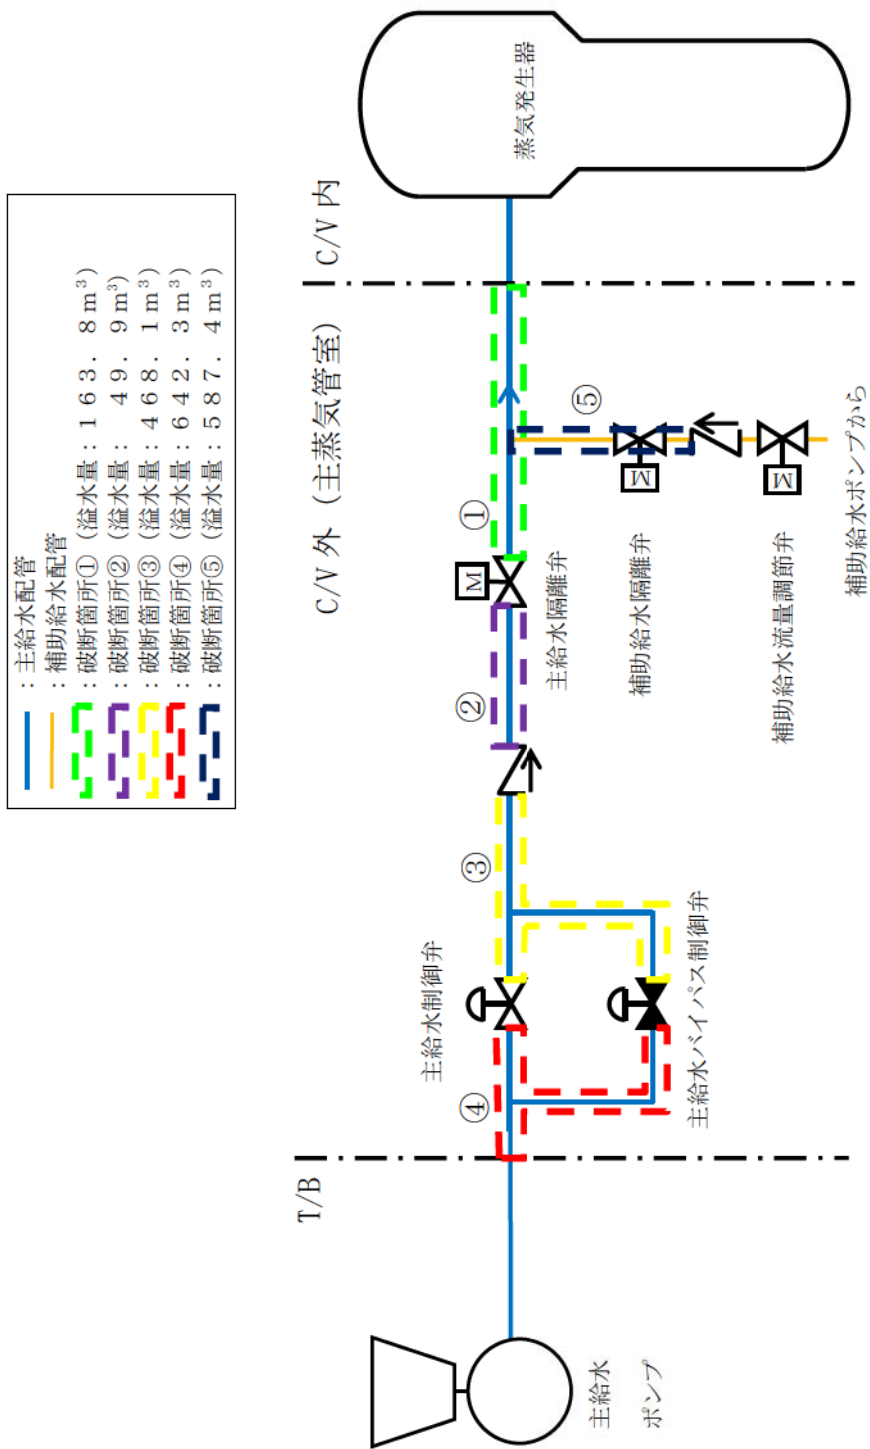 ：主給水配管
：補助給水配管
：破断箇所① (溢水量：１６３．８m³)
：破断箇所② (溢水量：４９．９m³)
：破断箇所③ (溢水量：４６８．１m³)
：破断箇所④ (溢水量：６４２．３m³)
：破断箇所⑤ (溢水量：５８７．４m³)
T/B
C/V 外 (主蒸気管室)
C/V 内
主給水
ポンプ
④
主給水制御弁
主給水バイパス制御弁
③
②
M
主給水隔離弁
①
⑤
M
補助給水隔離弁
M
補助給水流量調節弁
補助給水ポンプから
蒸気発生器